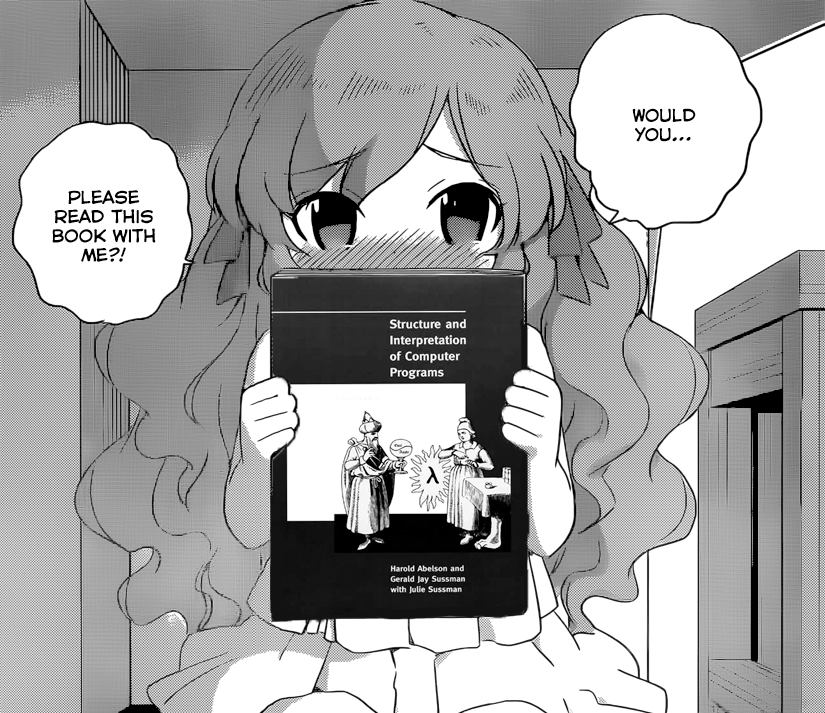 WOULD
YOU...
PLEASE
READ THIS
BOOK WITH
ME?!
Structure and
Interpretation
of Computer
Programs
λ
Harold Abelson and
Gerald Jay Sussman
with Julie Sussman